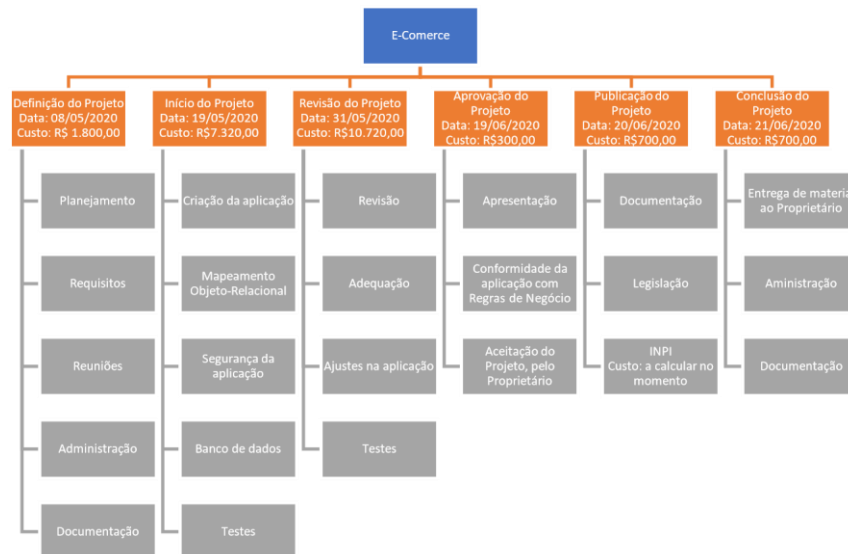 E-Comerce
Definição do Projeto
Data: 08/05/2020
Custo: R$ 1.800,00
Planejamento
Requisitos
Reuniões
Administração
Documentação
Início do Projeto
Data: 19/05/2020
Custo: R$7.320,00
Criação da aplicação
Mapeamento
Objeto-Relacional
Segurança da
aplicação
Banco de dados
Testes
Revisão do Projeto
Data: 31/05/2020
Custo: R$10.720,00
Revisão
Adequação
Ajustes na aplicação
Testes
Aprovação do
Projeto
Data: 19/06/2020
Custo: R$300,00
Apresentação
Conformidade da
aplicação com
Regras de Negócio
Aceitação do
Projeto, pelo
Proprietário
Publicação do
Projeto
Data: 20/06/2020
Custo: R$700,00
Documentação
Legislação
INPI
Custo: a calcular no
momento
Conclusão do Projeto
Data: 21/06/2020
Custo: R$700,00
Entrega de materia
ao Proprietário
Aministração
Documentação